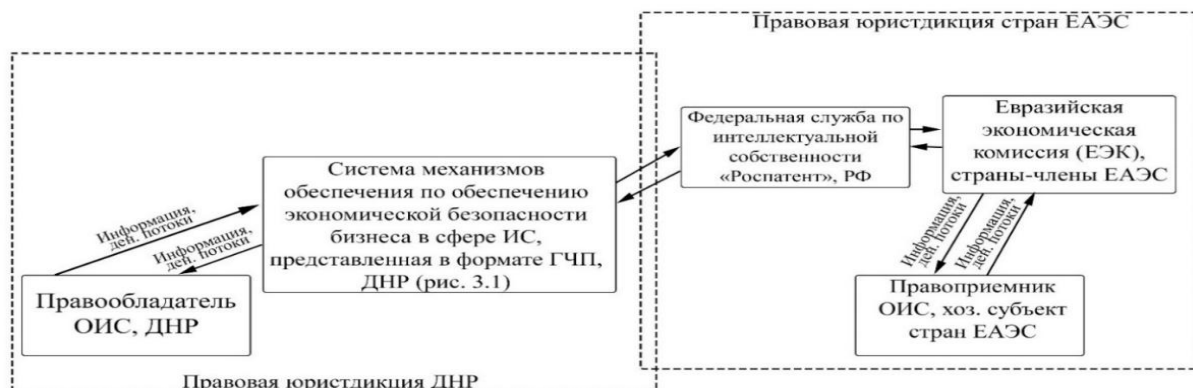 Правовая юристдикция стран ЕАЭС
Федеральная служба по
интеллектуальной
собственности
«Роспатент», РФ
Евразийская
экономическая
комиссия (ЕЭК),
страны-члены ЕАЭС
Система механизмов
обеспечения по обеспечению
экономической безопасности
бизнеса в сфере ИС,
представленная в формате ГЧП,
ДНР (рис. 3.1)
Информация,
ден. потоки
Информация,
ден. потоки
Информация,
ден. потоки
Информация,
ден. потоки
Правообладатель
ОИС, ДНР
Правоприемник
ОИС, хоз. субъект
стран ЕАЭС
Правовая юристдикция ДНР